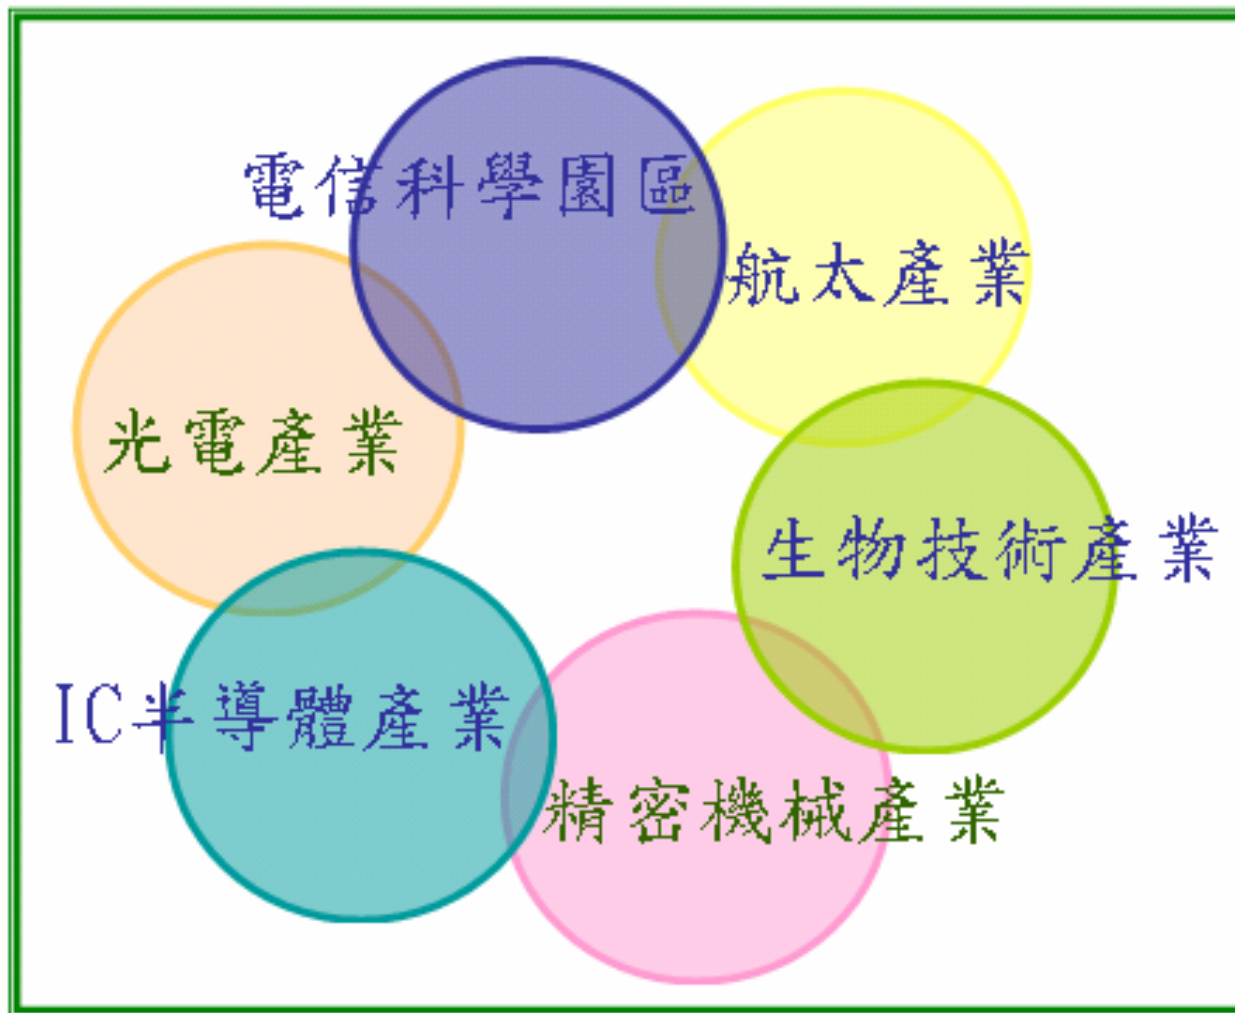 電信科學園區
航太產業
光電產業
生物技術產業
IC半導體產業
精密機械產業